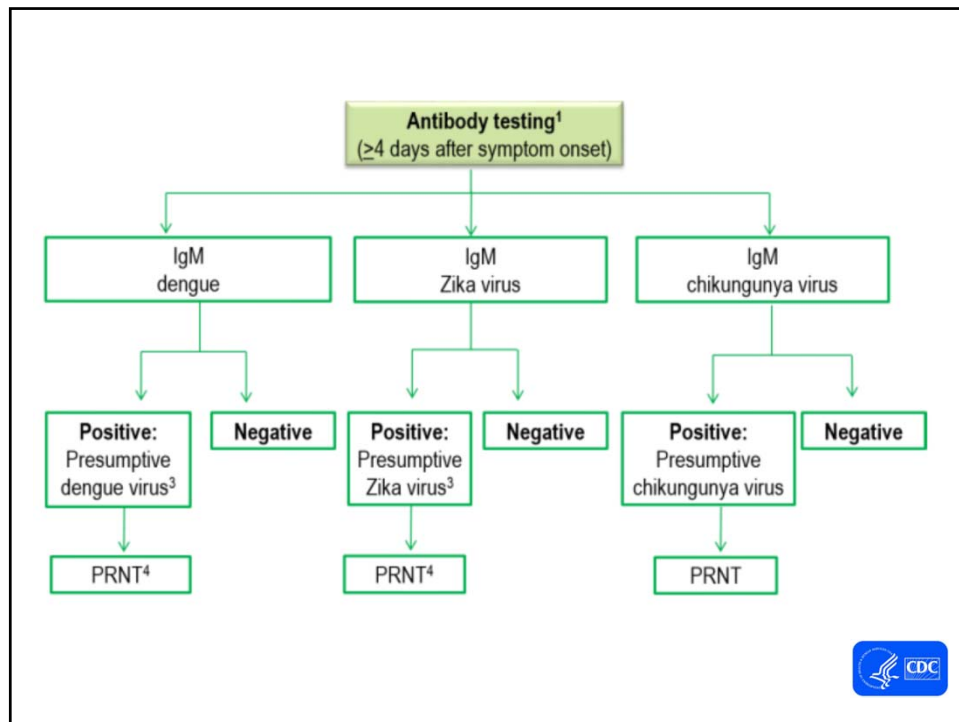 Antibody testing¹
(≥4 days after symptom onset)
IgM
dengue
IgM
Zika virus
IgM
chikungunya virus
Positive:
Presumptive
dengue virus³
Negative
Positive:
Presumptive
Zika virus³
Negative
Positive:
Presumptive
chikungunya virus
Negative
PRNT⁴
PRNT⁴
PRNT
CDC